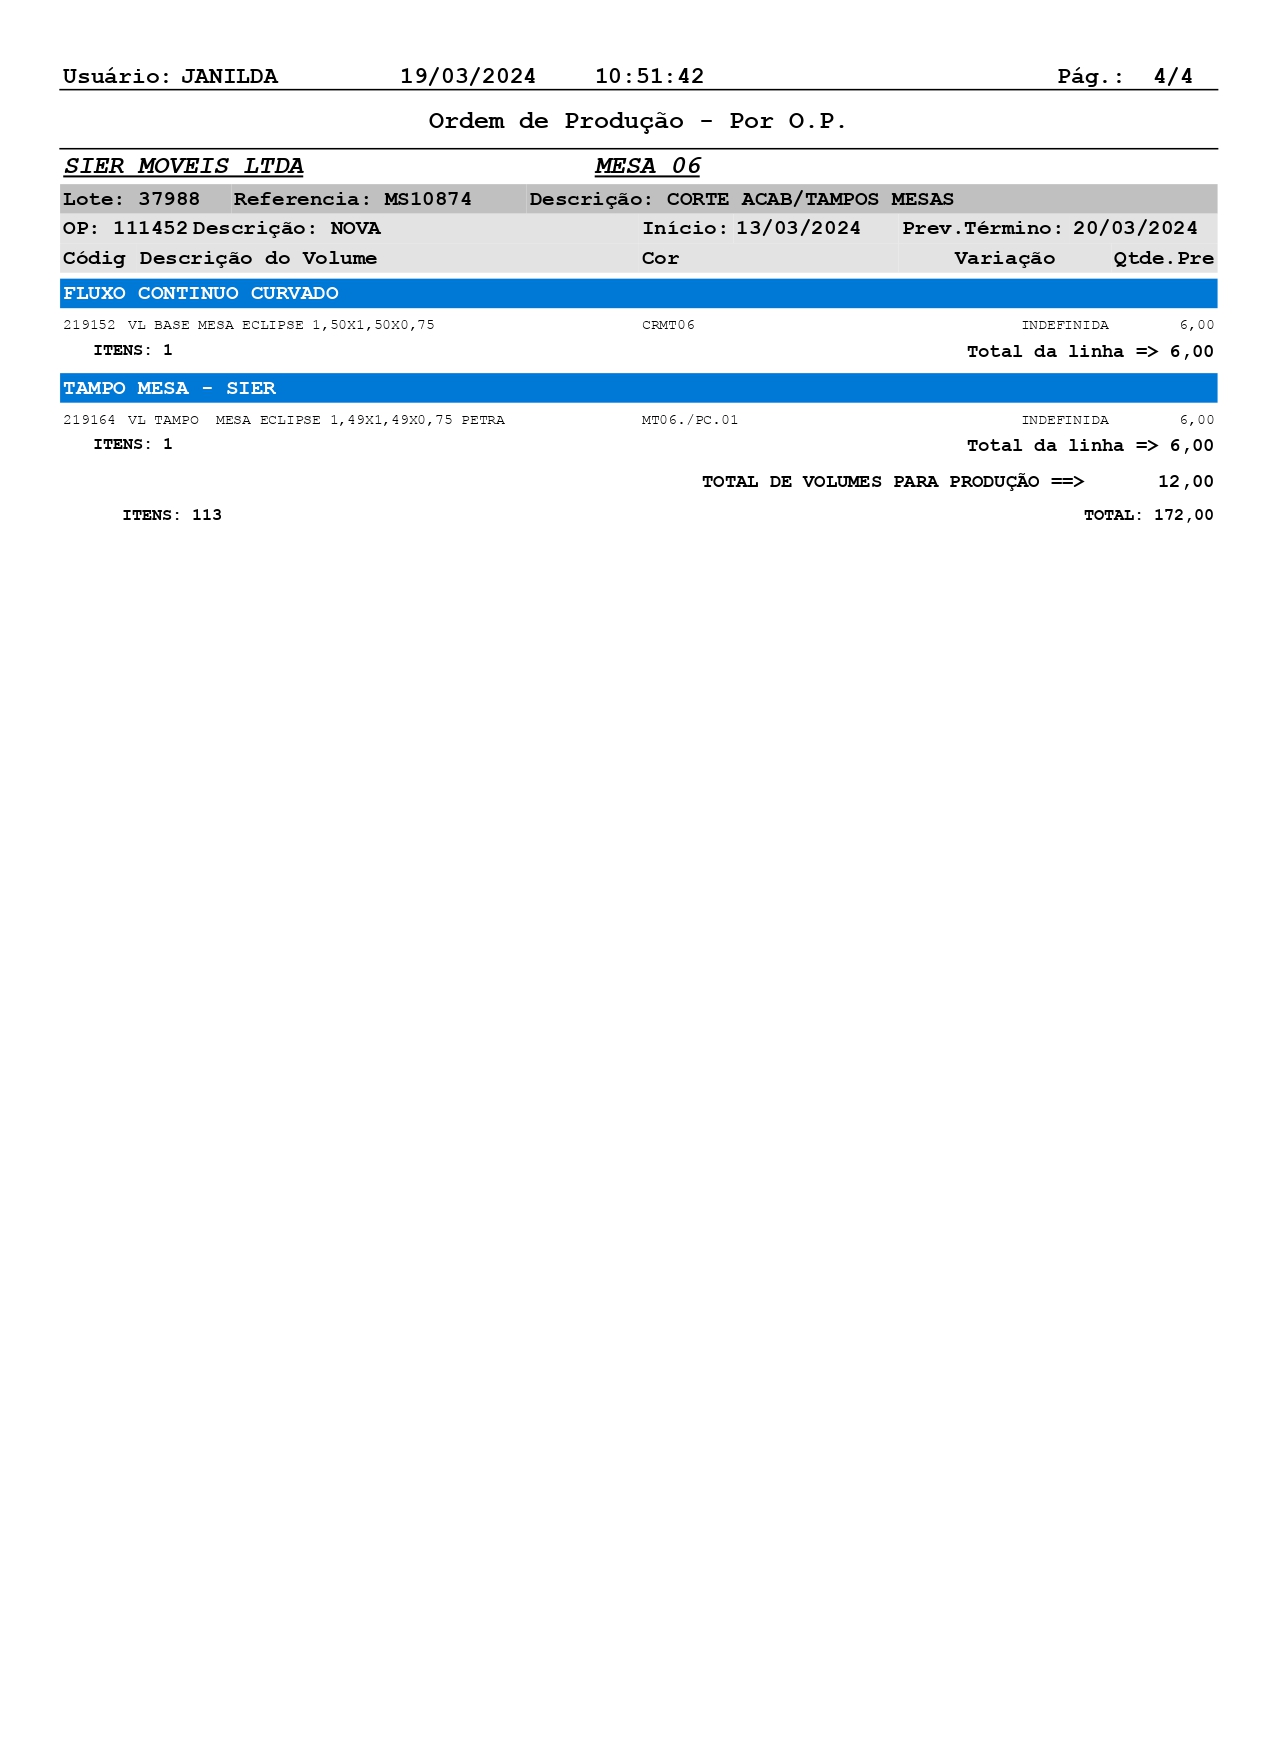 Usuário: JANILDA 19/03/2024 10:51:42 Pág.: 4/4
Ordem de Produção - Por O.P.
SIER MOVEIS LTDA MESA 06
Lote: 37988 Referencia: MS10874 Descrição: CORTE ACAB/TAMPOS MESAS
OP: 111452 Descrição: NOVA Início: 13/03/2024 Prev.Término: 20/03/2024
Códig Descrição do Volume Cor Variação Qtde.Pre
FLUXO CONTINUO CURVADO
219152 VL BASE MESA ECLIPSE 1,50X1,50X0,75 CRMT06 INDEFINIDA 6,00
ITENS: 1 Total da linha => 6,00
TAMPO MESA - SIER
219164 VL TAMPO  MESA ECLIPSE 1,49X1,49X0,75 PETRA MT06./PC.01 INDEFINIDA 6,00
ITENS: 1 Total da linha => 6,00
TOTAL DE VOLUMES PARA PRODUÇÃO ==> 12,00
ITENS: 113 TOTAL: 172,00